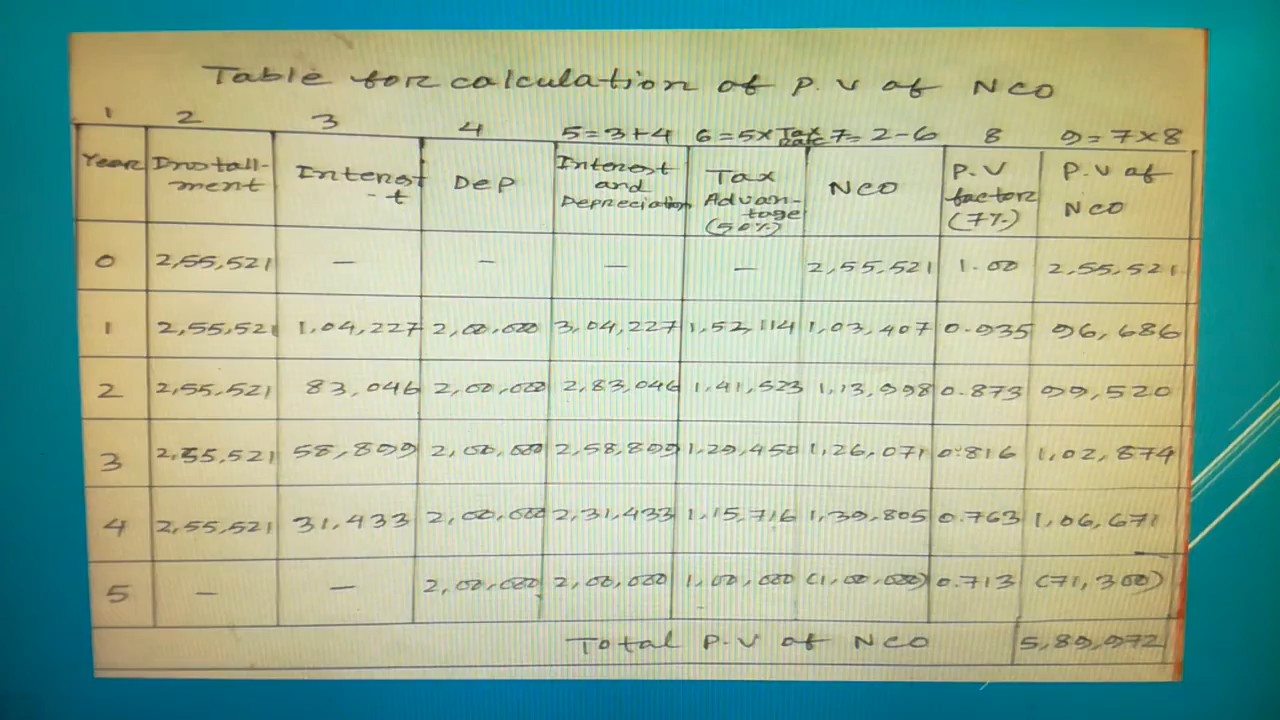 Table for calculation of P.V of NCO
1 2 3 4 5=3+4 6=5×Tax Rate 7=2-6 8 9=7×8
Year Installment Interest DeP Interest and Depreciation Tax Advantage (50%) NCO P.V factor (7%) P.V of NCO
0 2,55,521 — — — — 2,55,521 1.00 2,55,521
1 2,55,521 1,04,227 2,00,000 3,04,227 1,52,114 1,03,407 0.935 96,686
2 2,55,521 83,046 2,00,000 2,83,046 1,41,523 1,13,998 0.873 99,520
3 2,55,521 58,899 2,00,000 2,58,899 1,29,450 1,26,071 0.816 1,02,874
4 2,55,521 31,433 2,00,000 2,31,433 1,15,716 1,39,805 0.763 1,06,671
5 — — 2,00,000 2,00,000 1,00,000 (1,00,000) 0.713 (71,300)
Total P.V of NCO 5,89,972